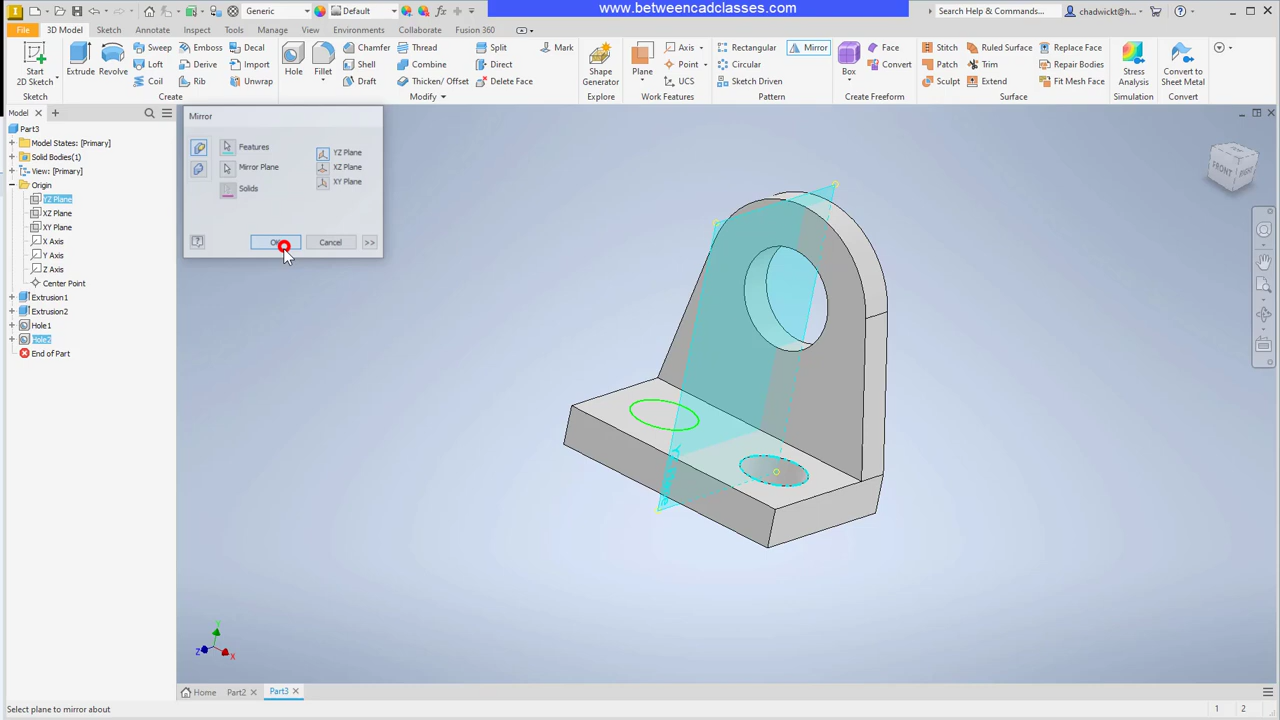 Generic
Default
www.betweencadclasses.com
Search Help & Commands...
chadwickt@h...
File
3D Model
Sketch
Annotate
Inspect
Tools
Manage
View
Environments
Collaborate
Fusion 360
Start
2D Sketch
Sketch
Extrude
Revolve
Sweep
Loft
Coil
Emboss
Derive
Rib
Decal
Import
Unwrap
Create
Hole
Fillet
Chamfer
Shell
Draft
Thread
Combine
Thicken/ Offset
Split
Direct
Delete Face
Modify
Mark
Shape
Generator
Explore
Plane
Axis
Point
UCS
Work Features
Rectangular
Circular
Sketch Driven
Mirror
Pattern
Box
Face
Convert
Create Freeform
Stitch
Patch
Sculpt
Ruled Surface
Trim
Extend
Replace Face
Repair Bodies
Fit Mesh Face
Surface
Stress
Analysis
Simulation
Convert to
Sheet Metal
Convert
Model
Part3
Model States: [Primary]
Solid Bodies(1)
View: [Primary]
Origin
YZ Plane
XZ Plane
XY Plane
X Axis
Y Axis
Z Axis
Center Point
Extrusion1
Extrusion2
Hole1
Hole2
End of Part
Mirror
Features
Mirror Plane
Solids
YZ Plane
XZ Plane
XY Plane
Cancel
>>
FRONT
RIGHT
Y
Z
X
Home
Part2
Part3
Select plane to mirror about
1
2